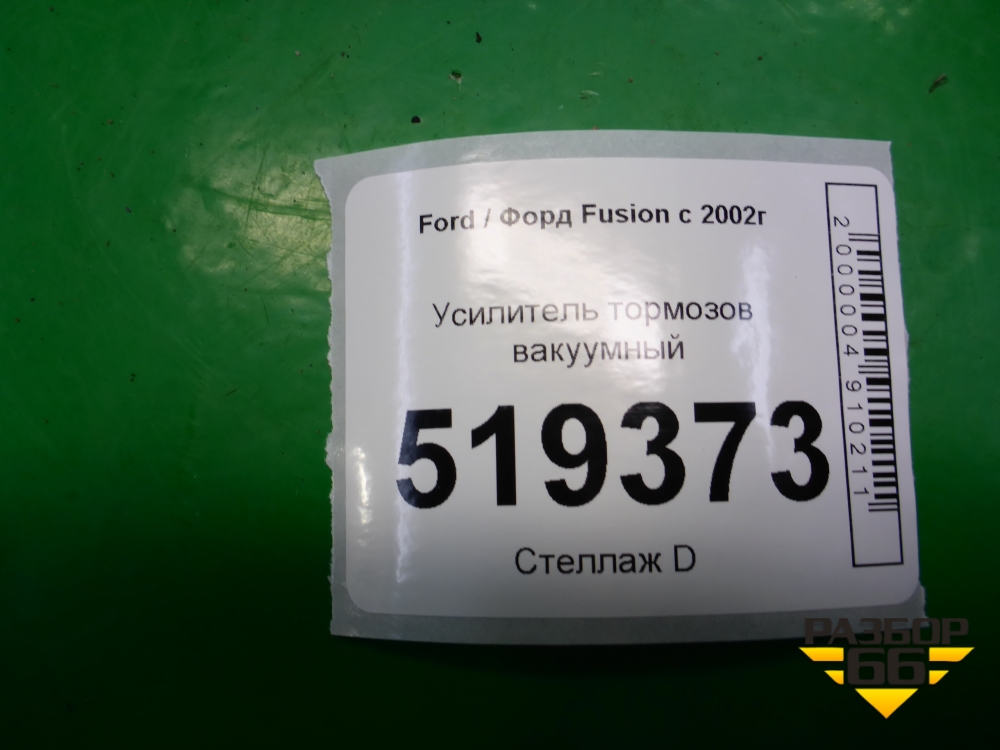 Ford / Форд Fusion с 2002г
Усилитель тормозов
вакуумный
519373
Стеллаж D
2000004910211
РАЗБОР
66